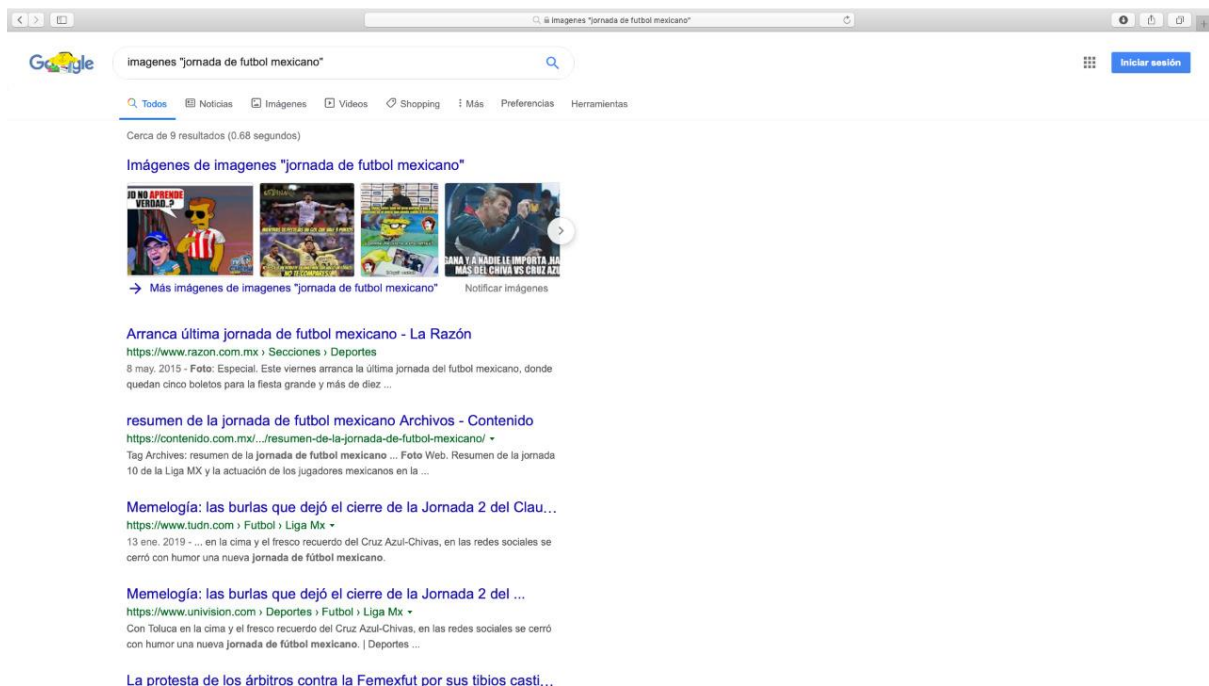 imagenes "jornada de futbol mexicano"
Google
imagenes "jornada de futbol mexicano"
Iniciar sesión
Todos Noticias Imágenes Videos Shopping Más Preferencias Herramientas
Cerca de 9 resultados (0.68 segundos)
Imágenes de imagenes "jornada de futbol mexicano"
JO NO APRENDE
VERDAD..?
NO TE COMPARES
GANA Y A NADIE LE IMPORTA
MAS DEL CHIVA VS CRUZ AZU
Más imágenes de imagenes "jornada de futbol mexicano" Notificar imágenes
Arranca última jornada de futbol mexicano - La Razón
https://www.razon.com.mx › Secciones › Deportes
8 may. 2015 - Foto: Especial. Este viernes arranca la última jornada del futbol mexicano, donde
quedan cinco boletos para la fiesta grande y más de diez ...
resumen de la jornada de futbol mexicano Archivos - Contenido
https://contenido.com.mx/.../resumen-de-la-jornada-de-futbol-mexicano/
Tag Archives: resumen de la jornada de futbol mexicano ... Foto Web. Resumen de la jornada
10 de la Liga MX y la actuación de los jugadores mexicanos en la ...
Memelogía: las burlas que dejó el cierre de la Jornada 2 del Clau...
https://www.tudn.com › Futbol › Liga Mx
13 ene. 2019 - ... en la cima y el fresco recuerdo del Cruz Azul-Chivas, en las redes sociales se
cerró con humor una nueva jornada de fútbol mexicano.
Memelogía: las burlas que dejó el cierre de la Jornada 2 del ...
https://www.univision.com › Deportes › Futbol › Liga Mx
Con Toluca en la cima y el fresco recuerdo del Cruz Azul-Chivas, en las redes sociales se cerró
con humor una nueva jornada de fútbol mexicano. | Deportes ...
La protesta de los árbitros contra la Femexfut por sus tibios casti...